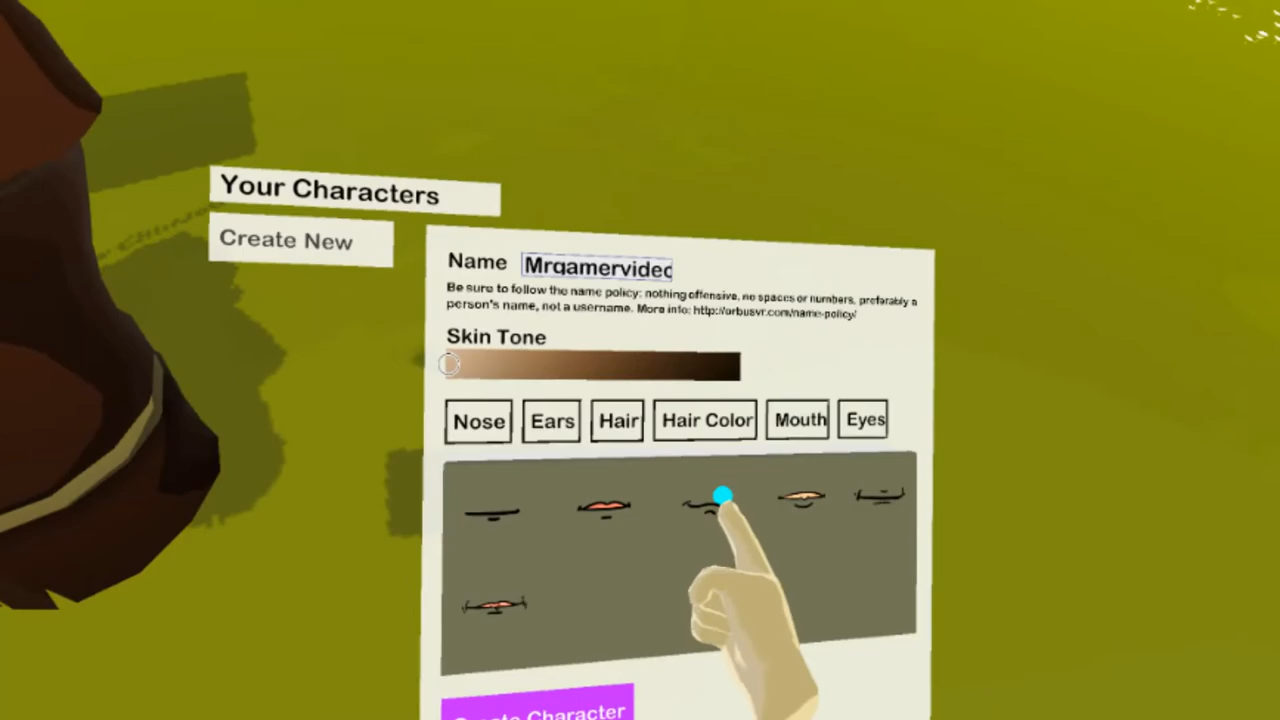 Your Characters
Create New
Name Mrgamervideo
Be sure to follow the name policy: nothing offensive, no spaces or numbers, preferably a
person's name, not a username. More info: http://orbusvr.com/name-policy/
Skin Tone
Nose Ears Hair Hair Color Mouth Eyes
Create Character